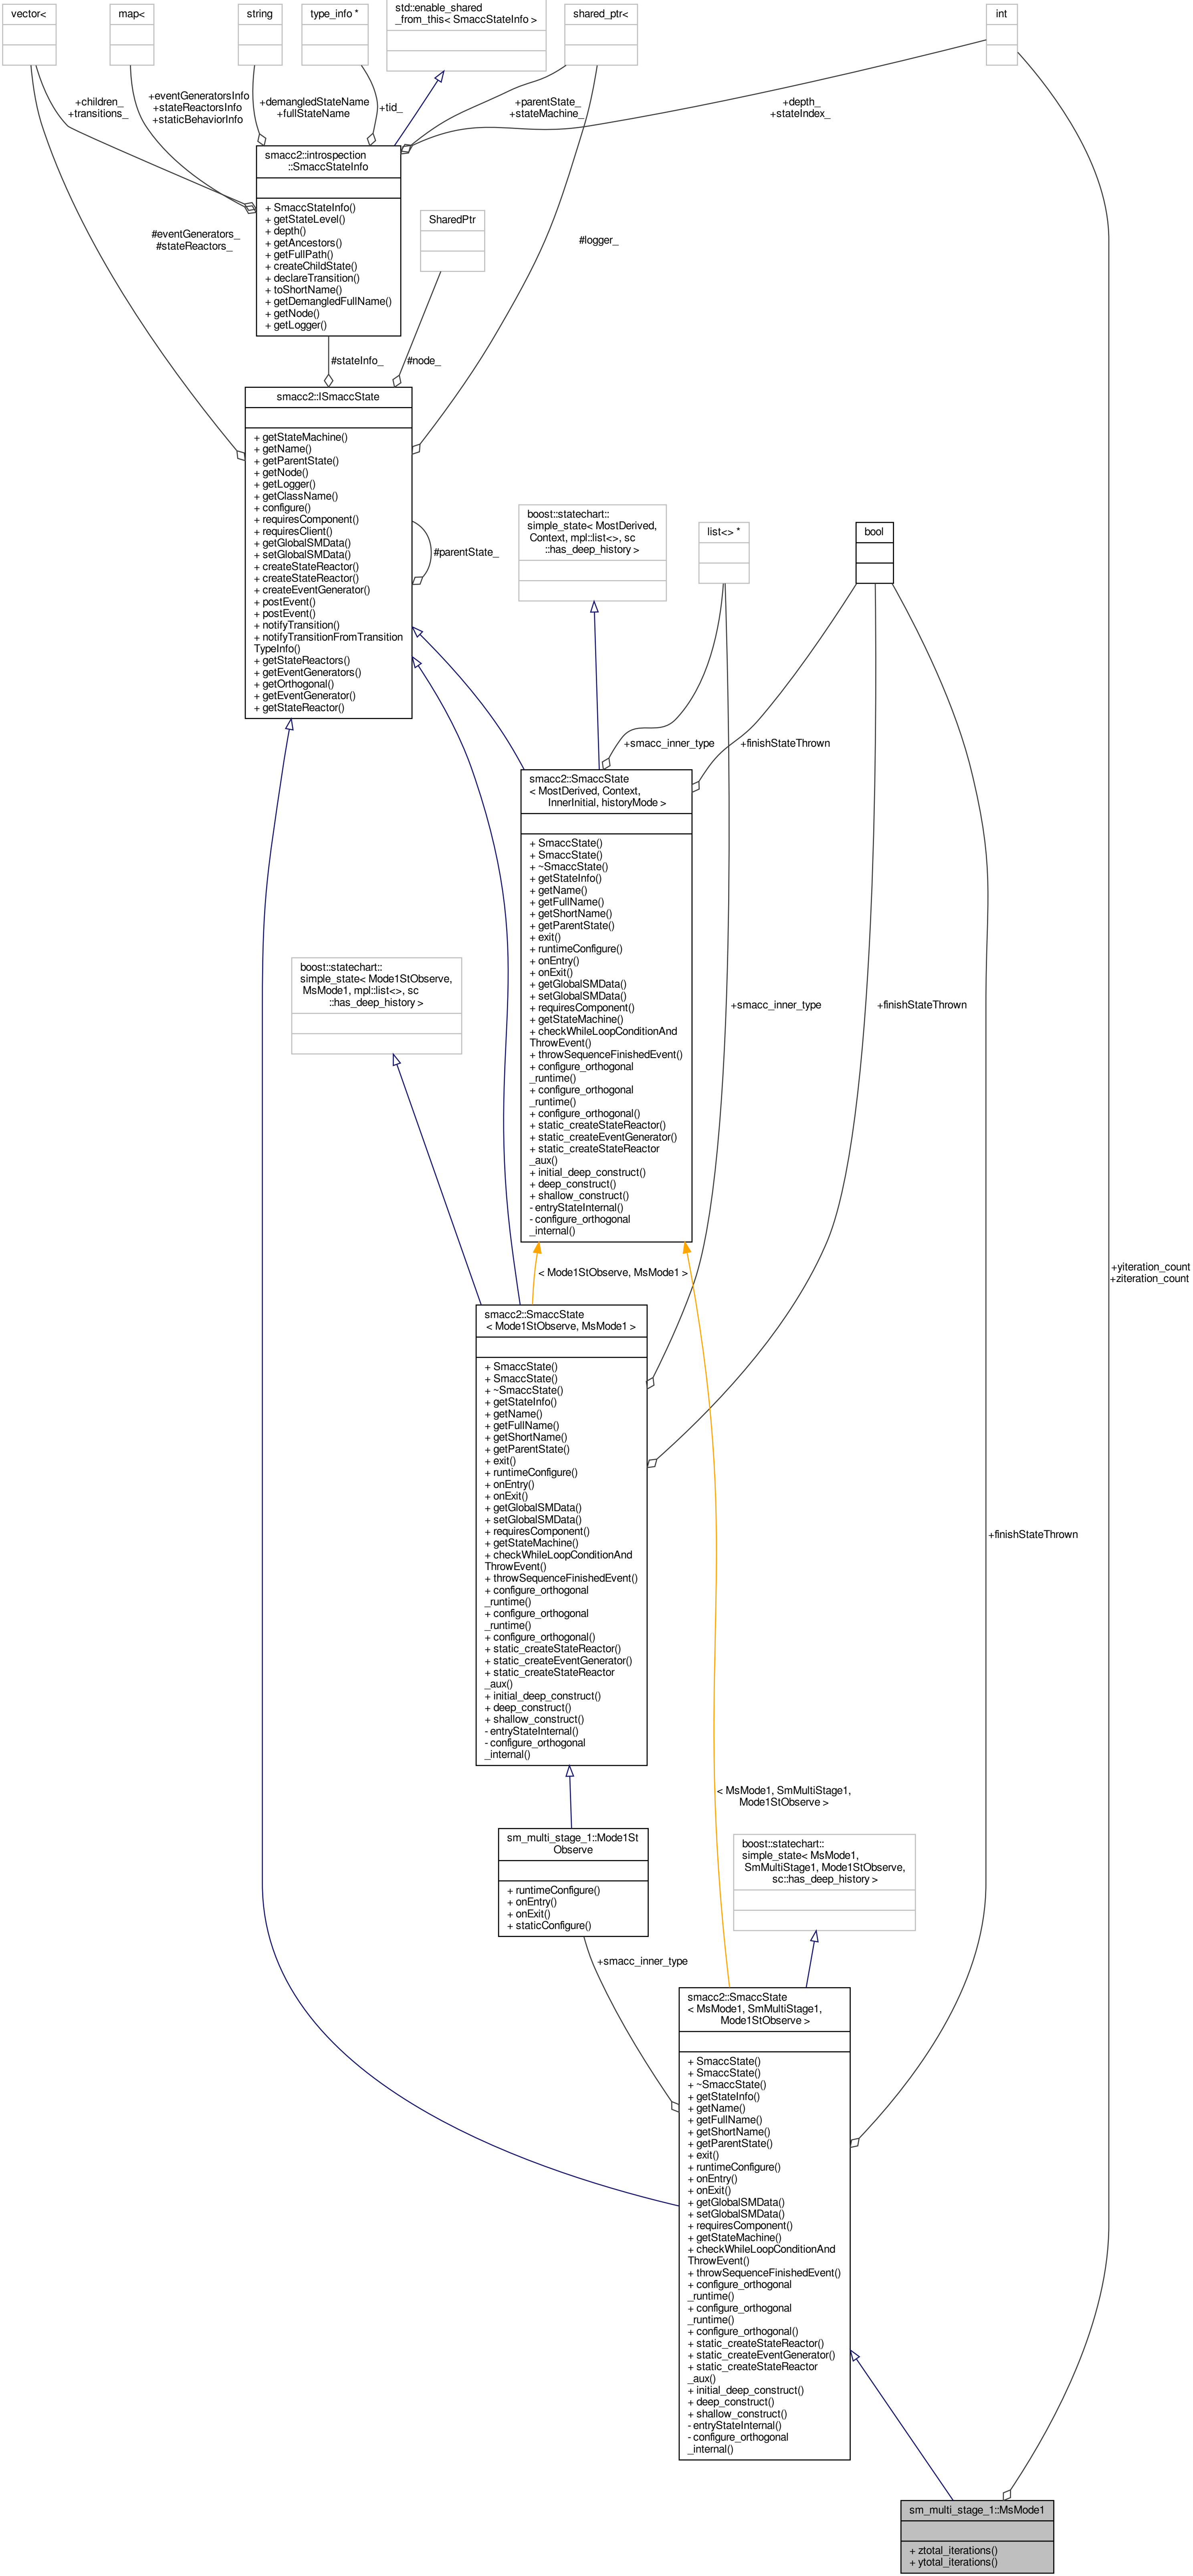 vector<
map<
string
type_info *
std::enable_shared
_from_this< SmaccStateInfo >
shared_ptr<
int
+children_
+transitions_
+eventGeneratorsInfo
+stateReactorsInfo
+staticBehaviorInfo
+demangledStateName
+fullStateName
+tid_
+parentState_
+stateMachine_
+depth_
+stateIndex_
smacc2::introspection
::SmaccStateInfo
+ SmaccStateInfo()
+ getStateLevel()
+ depth()
+ getAncestors()
+ getFullPath()
+ createChildState()
+ declareTransition()
+ toShortName()
+ getDemangledFullName()
+ getNode()
+ getLogger()
SharedPtr
#eventGenerators_
#stateReactors_
#logger_
#stateInfo_
#node_
smacc2::ISmaccState
+ getStateMachine()
+ getName()
+ getParentState()
+ getNode()
+ getLogger()
+ getClassName()
+ configure()
+ requiresComponent()
+ requiresClient()
+ getGlobalSMData()
+ setGlobalSMData()
+ createStateReactor()
+ createStateReactor()
+ createEventGenerator()
+ postEvent()
+ postEvent()
+ notifyTransition()
+ notifyTransitionFromTransition
TypeInfo()
+ getStateReactors()
+ getEventGenerators()
+ getOrthogonal()
+ getEventGenerator()
+ getStateReactor()
#parentState_
boost::statechart::
simple_state< MostDerived,
Context, mpl::list<>, sc
::has_deep_history >
list<> *
bool
+smacc_inner_type
+finishStateThrown
smacc2::SmaccState
< MostDerived, Context,
InnerInitial, historyMode >
+ SmaccState()
+ SmaccState()
+ ~SmaccState()
+ getStateInfo()
+ getName()
+ getFullName()
+ getShortName()
+ getParentState()
+ exit()
+ runtimeConfigure()
+ onEntry()
+ onExit()
+ getGlobalSMData()
+ setGlobalSMData()
+ requiresComponent()
+ getStateMachine()
+ checkWhileLoopConditionAnd
ThrowEvent()
+ throwSequenceFinishedEvent()
+ configure_orthogonal
_runtime()
+ configure_orthogonal
_runtime()
+ configure_orthogonal()
+ static_createStateReactor()
+ static_createEventGenerator()
+ static_createStateReactor
_aux()
+ initial_deep_construct()
+ deep_construct()
+ shallow_construct()
- entryStateInternal()
- configure_orthogonal
_internal()
boost::statechart::
simple_state< Mode1StObserve,
MsMode1, mpl::list<>, sc
::has_deep_history >
+smacc_inner_type
+finishStateThrown
< Mode1StObserve, MsMode1 >
+yiteration_count
+ziteration_count
smacc2::SmaccState
< Mode1StObserve, MsMode1 >
+ SmaccState()
+ SmaccState()
+ ~SmaccState()
+ getStateInfo()
+ getName()
+ getFullName()
+ getShortName()
+ getParentState()
+ exit()
+ runtimeConfigure()
+ onEntry()
+ onExit()
+ getGlobalSMData()
+ setGlobalSMData()
+ requiresComponent()
+ getStateMachine()
+ checkWhileLoopConditionAnd
ThrowEvent()
+ throwSequenceFinishedEvent()
+ configure_orthogonal
_runtime()
+ configure_orthogonal
_runtime()
+ configure_orthogonal()
+ static_createStateReactor()
+ static_createEventGenerator()
+ static_createStateReactor
_aux()
+ initial_deep_construct()
+ deep_construct()
+ shallow_construct()
- entryStateInternal()
- configure_orthogonal
_internal()
+finishStateThrown
< MsMode1, SmMultiStage1,
Mode1StObserve >
sm_multi_stage_1::Mode1St
Observe
+ runtimeConfigure()
+ onEntry()
+ onExit()
+ staticConfigure()
boost::statechart::
simple_state< MsMode1,
SmMultiStage1, Mode1StObserve,
sc::has_deep_history >
+smacc_inner_type
smacc2::SmaccState
< MsMode1, SmMultiStage1,
Mode1StObserve >
+ SmaccState()
+ SmaccState()
+ ~SmaccState()
+ getStateInfo()
+ getName()
+ getFullName()
+ getShortName()
+ getParentState()
+ exit()
+ runtimeConfigure()
+ onEntry()
+ onExit()
+ getGlobalSMData()
+ setGlobalSMData()
+ requiresComponent()
+ getStateMachine()
+ checkWhileLoopConditionAnd
ThrowEvent()
+ throwSequenceFinishedEvent()
+ configure_orthogonal
_runtime()
+ configure_orthogonal
_runtime()
+ configure_orthogonal()
+ static_createStateReactor()
+ static_createEventGenerator()
+ static_createStateReactor
_aux()
+ initial_deep_construct()
+ deep_construct()
+ shallow_construct()
- entryStateInternal()
- configure_orthogonal
_internal()
sm_multi_stage_1::MsMode1
+ ztotal_iterations()
+ ytotal_iterations()